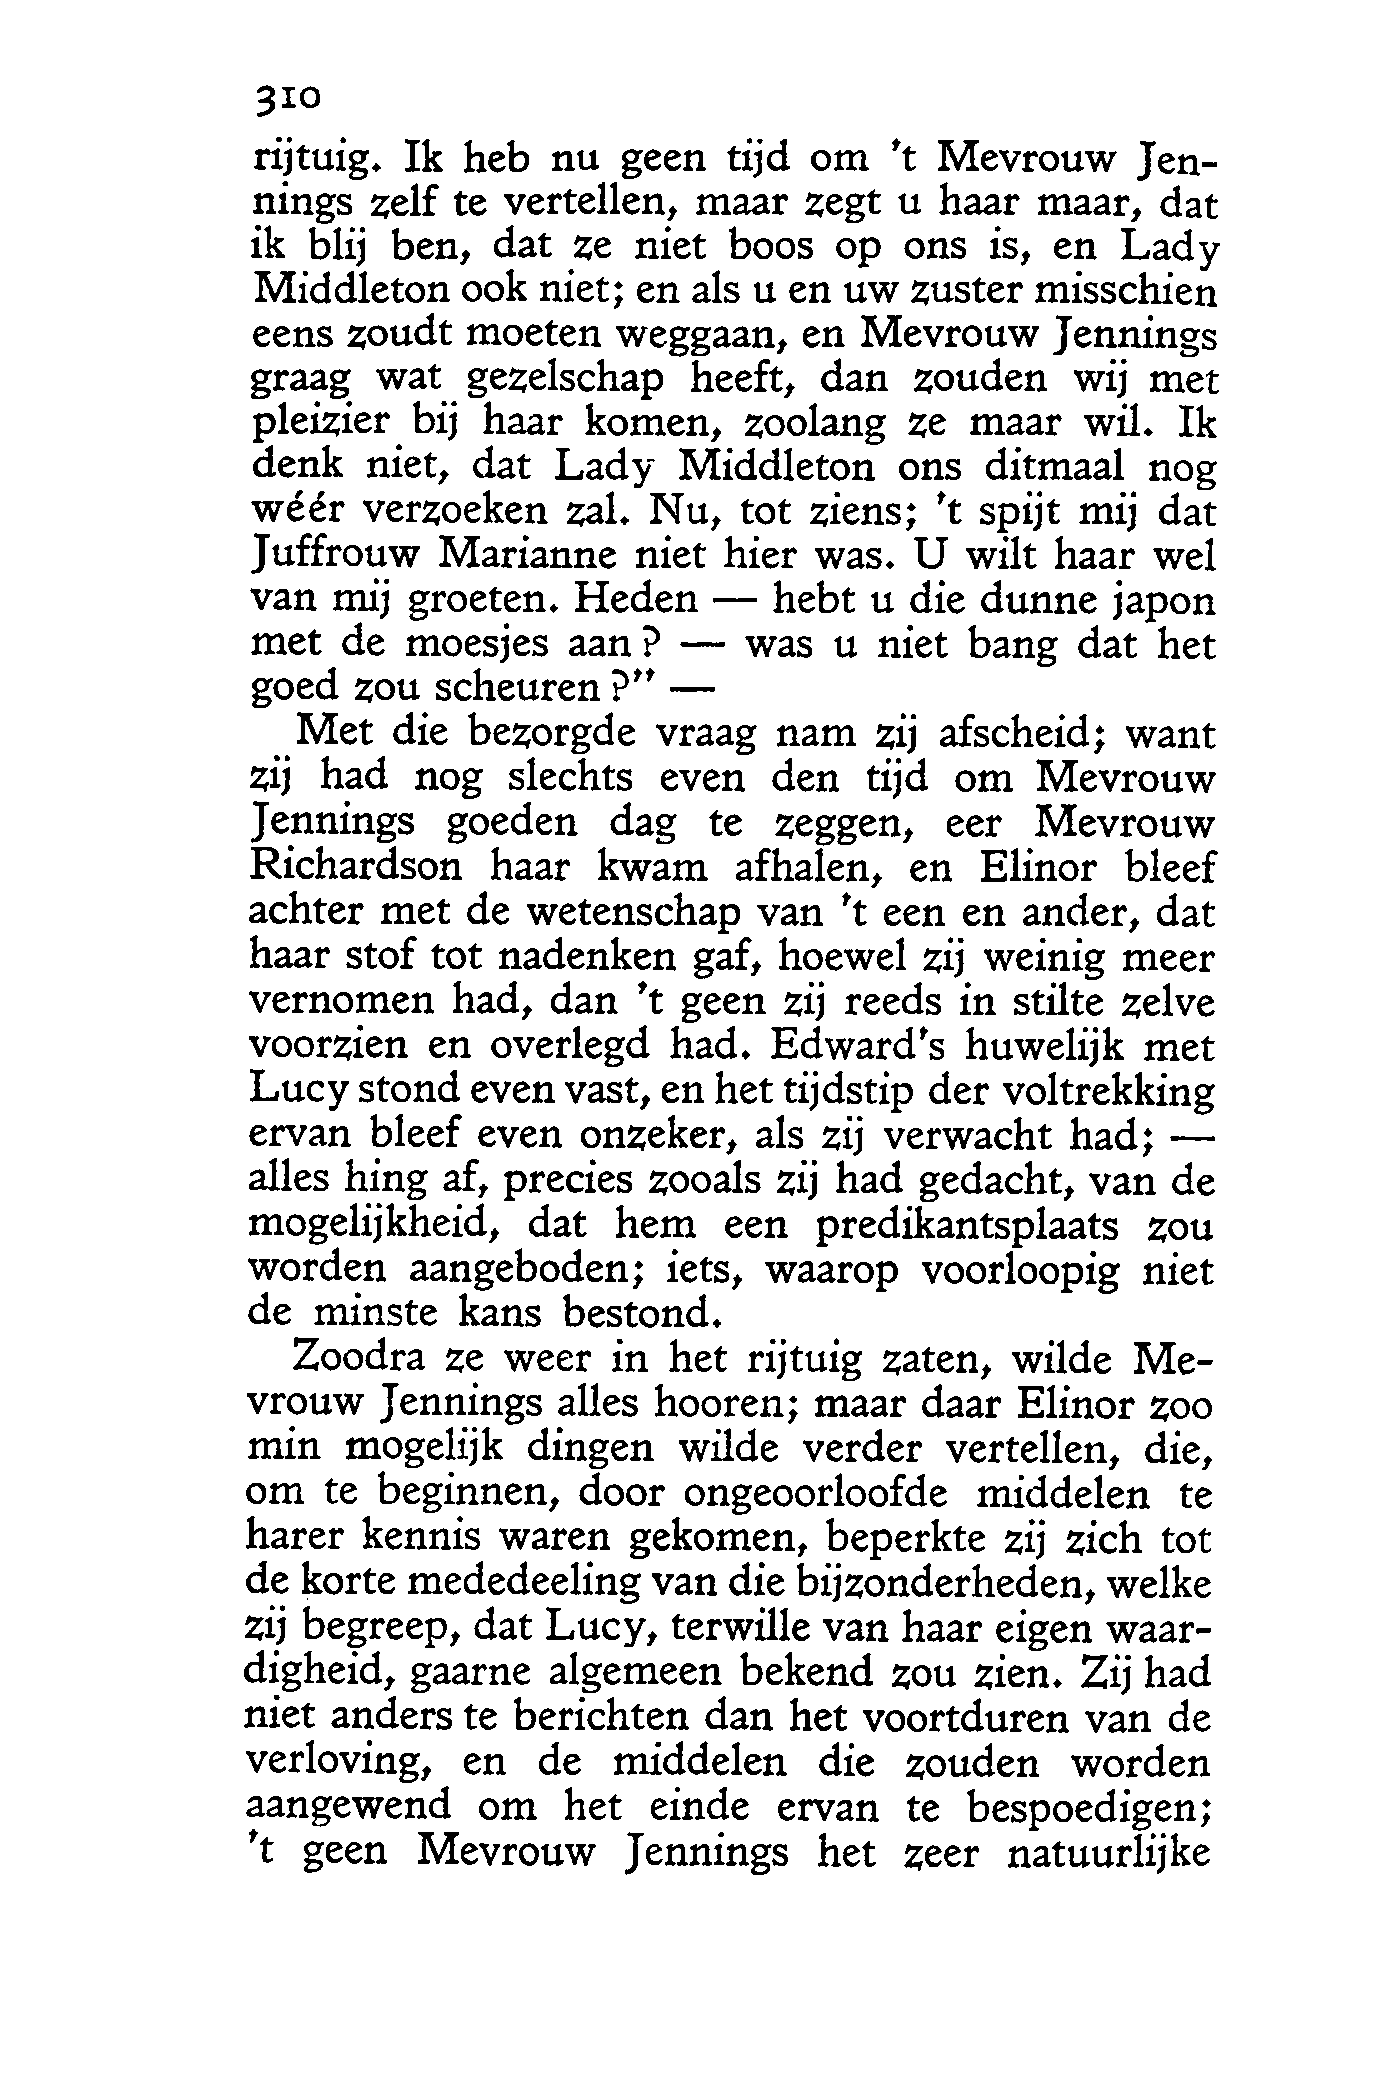 310
rijtuig. Ik heb nu geen tijd om 't Mevrouw Jen-
nings zelf te vertellen, maar zegt u haar maar, dat
ik blij ben, dat ze niet boos op ons is, en Lady
Middleton ook niet; en als u en uw zuster misschien
eens zoudt moeten weggaan, en Mevrouw Jennings
graag wat gezelschap heeft, dan zouden wij met
pleizier bij haar komen, zoolang ze maar wil. Ik
denk niet, dat Lady Middleton ons ditmaal nog
wéér verzoeken zal. Nu, tot ziens; 't spijt mij dat
Juffrouw Marianne niet hier was. U wilt haar wel
van mij groeten. Heden — hebt u die dunne japon
met de moesjes aan? — was u niet bang dat het
goed zou scheuren?" —
Met die bezorgde vraag nam zij afscheid; want
zij had nog slechts even den tijd om Mevrouw
Jennings goeden dag te zeggen, eer Mevrouw
Richardson haar kwam afhalen, en Elinor bleef
achter met de wetenschap van 't een en ander, dat
haar stof tot nadenken gaf, hoewel zij weinig meer
vernomen had, dan 't geen zij reeds in stilte zelve
voorzien en overlegd had. Edward's huwelijk met
Lucy stond even vast, en het tijdstip der voltrekking
ervan bleef even onzeker, als zij verwacht had; —
alles hing af, precies zooals zij had gedacht, van de
mogelijkheid, dat hem een predikantsplaats zou
worden aangeboden; iets, waarop voorloopig niet
de minste kans bestond.
Zoodra ze weer in het rijtuig zaten, wilde Me-
vrouw Jennings alles hooren; maar daar Elinor zoo
min mogelijk dingen wilde verder vertellen, die,
om te beginnen, door ongeoorloofde middelen te
harer kennis waren gekomen, beperkte zij zich tot
de korte mededeeling van die bijzonderheden, welke
zij begreep, dat Lucy, terwille van haar eigen waar-
digheid, gaarne algemeen bekend zou zien. Zij had
niet anders te berichten dan het voortduren van de
verloving, en de middelen die zouden worden
aangewend om het einde ervan te bespoedigen;
't geen Mevrouw Jennings het zeer natuurlijke